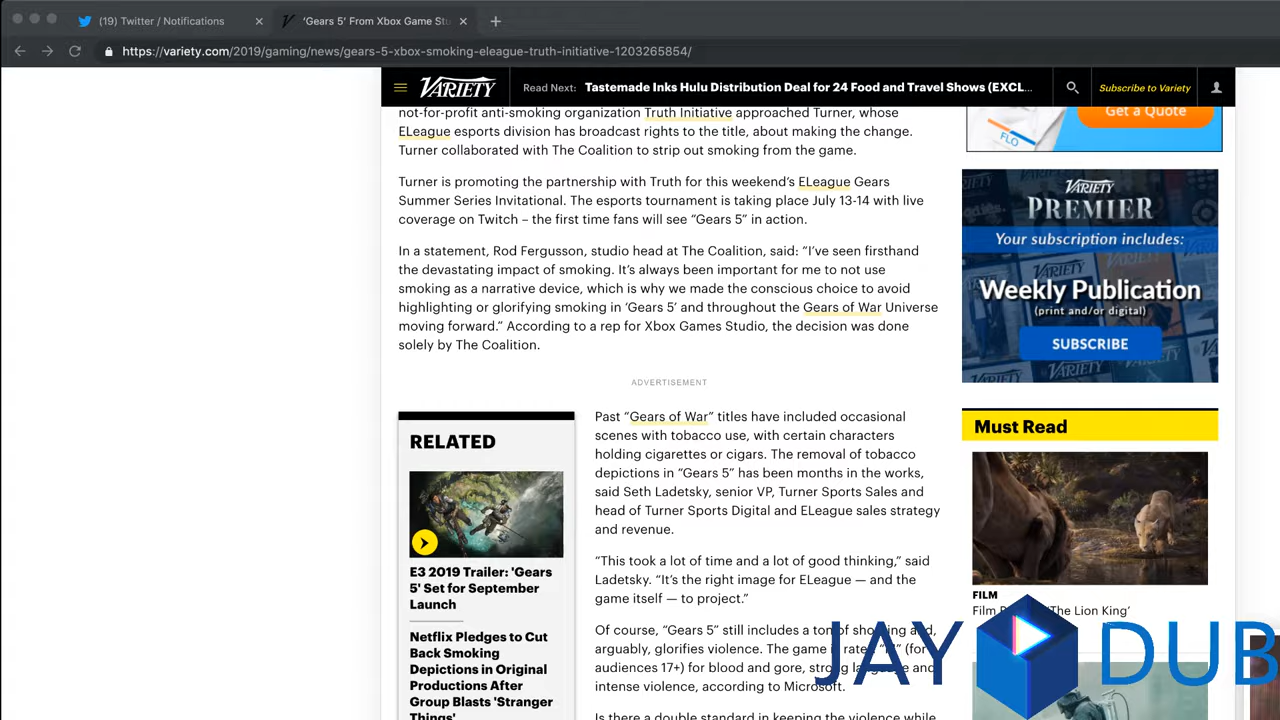 (19) Twitter / Notifications
'Gears 5' From Xbox Game Stu
https://variety.com/2019/gaming/news/gears-5-xbox-smoking-eleague-truth-initiative-1203265854/
VARIETY
Read Next: Tastemade Inks Hulu Distribution Deal for 24 Food and Travel Shows (EXCL...
Subscribe to Variety
not-for-profit anti-smoking organization Truth Initiative approached Turner, whose
ELeague esports division has broadcast rights to the title, about making the change.
Turner collaborated with The Coalition to strip out smoking from the game.
Turner is promoting the partnership with Truth for this weekend's ELeague Gears
Summer Series Invitational. The esports tournament is taking place July 13-14 with live
coverage on Twitch – the first time fans will see “Gears 5” in action.
In a statement, Rod Fergusson, studio head at The Coalition, said: “I've seen firsthand
the devastating impact of smoking. It's always been important for me to not use
smoking as a narrative device, which is why we made the conscious choice to avoid
highlighting or glorifying smoking in ‘Gears 5’ and throughout the Gears of War Universe
moving forward.” According to a rep for Xbox Games Studio, the decision was done
solely by The Coalition.
ADVERTISEMENT
RELATED
E3 2019 Trailer: 'Gears
5' Set for September
Launch
Netflix Pledges to Cut
Back Smoking
Depictions in Original
Productions After
Group Blasts 'Stranger
Things'
Past “Gears of War” titles have included occasional
scenes with tobacco use, with certain characters
holding cigarettes or cigars. The removal of tobacco
depictions in “Gears 5” has been months in the works,
said Seth Ladetsky, senior VP, Turner Sports Sales and
head of Turner Sports Digital and ELeague sales strategy
and revenue.
“This took a lot of time and a lot of good thinking,” said
Ladetsky. “It's the right image for ELeague — and the
game itself — to project.”
Of course, “Gears 5” still includes a ton of shooting and,
arguably, glorifies violence. The game is rated (for
audiences 17+) for blood and gore, strong language and
intense violence, according to Microsoft.
Is there a double standard in keeping the violence while
Get a Quote
FLO
VARIETY
PREMIER
Your subscription includes:
Weekly Publication
(print and/or digital)
SUBSCRIBE
Must Read
FILM
Film 'The Lion King'
JAY DUB